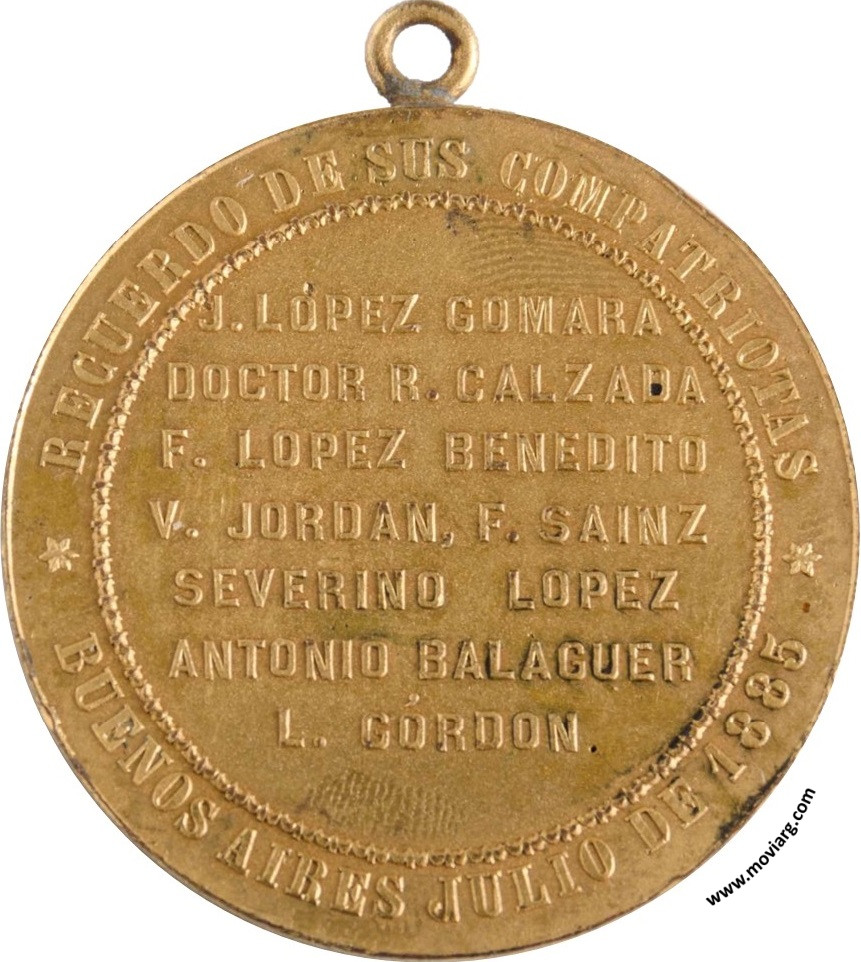 RECUERDO DE SUS COMPATRIOTAS
J. LÓPEZ GOMARA
DOCTOR R. CALZADA
F. LOPEZ BENEDITO
V. JORDAN, F. SAINZ
SEVERINO LOPEZ
ANTONIO BALAGUER
L. GÓRDON.
BUENOS AIRES JULIO DE 1885
www.moviarg.com